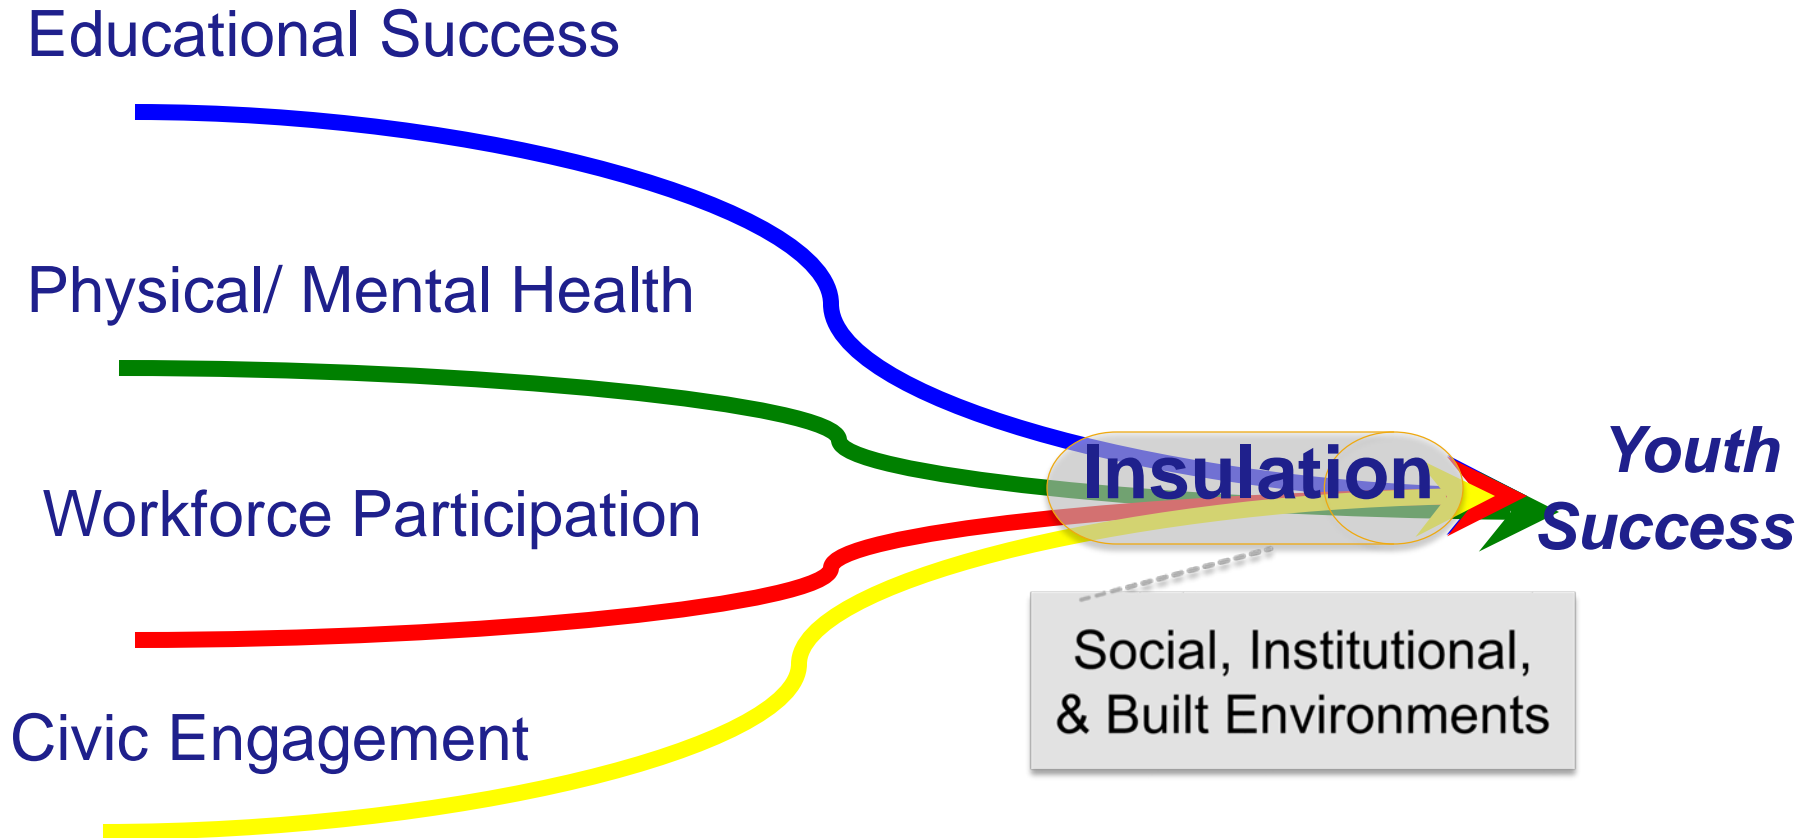 Educational Success
Physical/ Mental Health
Workforce Participation
Civic Engagement
Insulation
Youth
Success
Social, Institutional,
& Built Environments